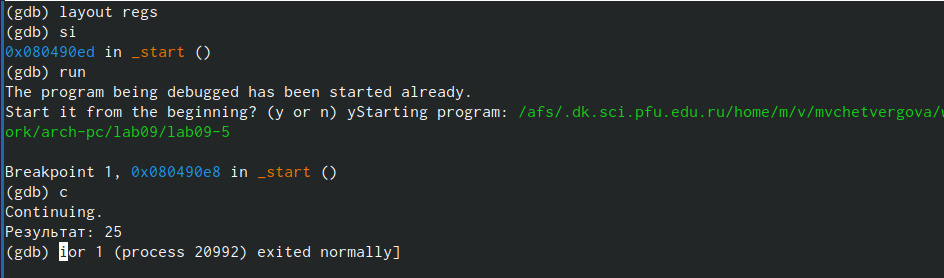 (gdb) layout regs
(gdb) si
0x080490ed in _start ()
(gdb) run
The program being debugged has been started already.
Start it from the beginning? (y or n) yStarting program: /afs/.dk.sci.pfu.edu.ru/home/m/v/mvchetvergova/w
ork/arch-pc/lab09/lab09-5

Breakpoint 1, 0x080490e8 in _start ()
(gdb) c
Continuing.
Результат: 25
(gdb) ior 1 (process 20992) exited normally]